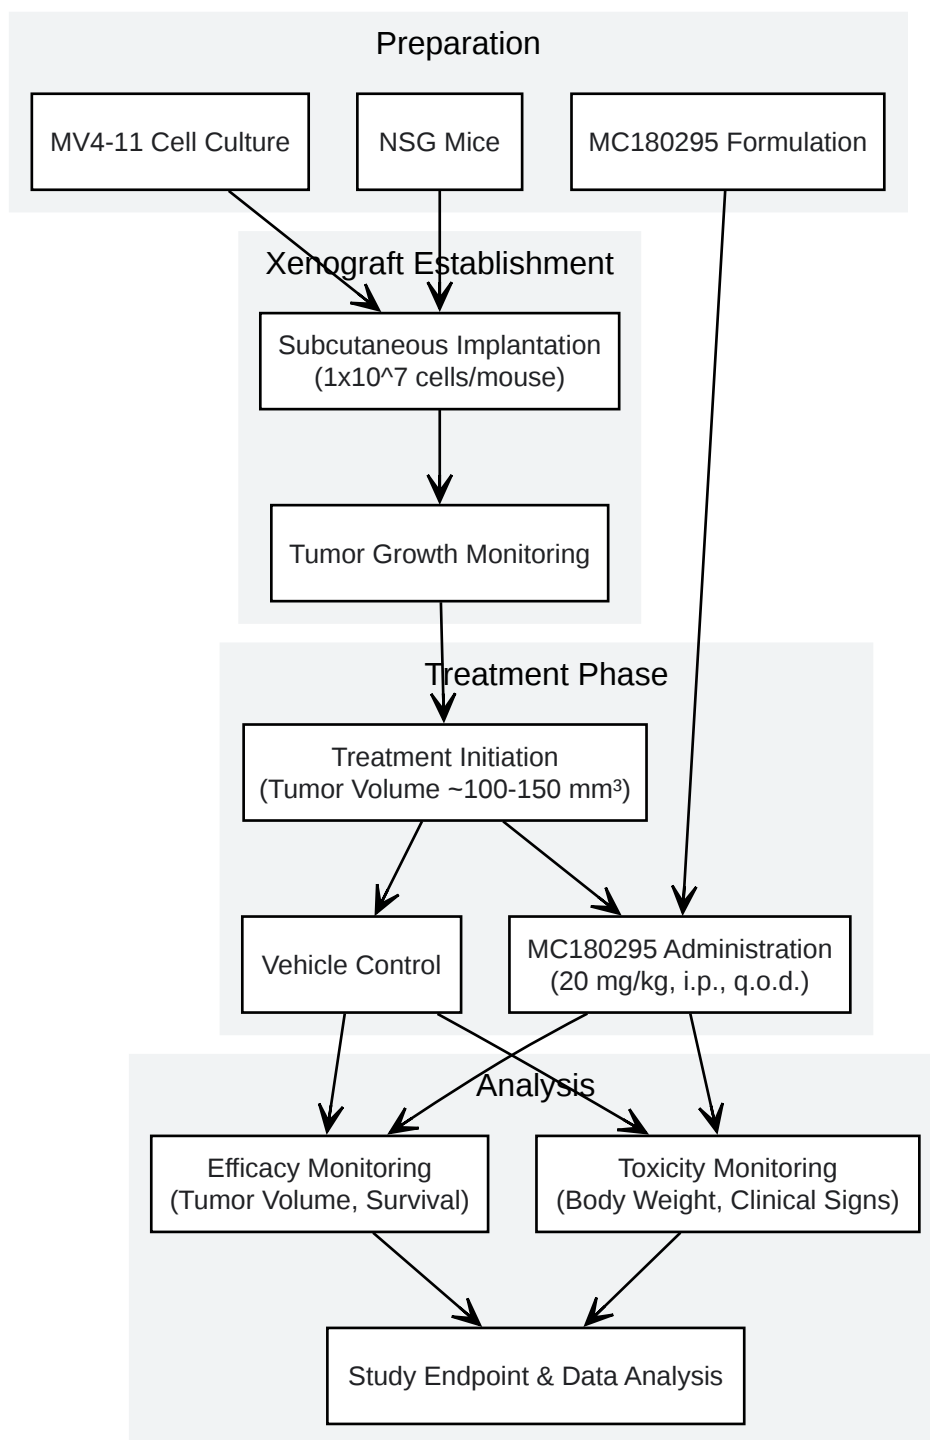 Preparation
MV4-11 Cell Culture
NSG Mice
MC180295 Formulation
Xenograft Establishment
Subcutaneous Implantation
(1x10^7 cells/mouse)
Tumor Growth Monitoring
Treatment Phase
Treatment Initiation
(Tumor Volume ~100-150 mm³)
Vehicle Control
MC180295 Administration
(20 mg/kg, i.p., q.o.d.)
Analysis
Efficacy Monitoring
(Tumor Volume, Survival)
Toxicity Monitoring
(Body Weight, Clinical Signs)
Study Endpoint & Data Analysis